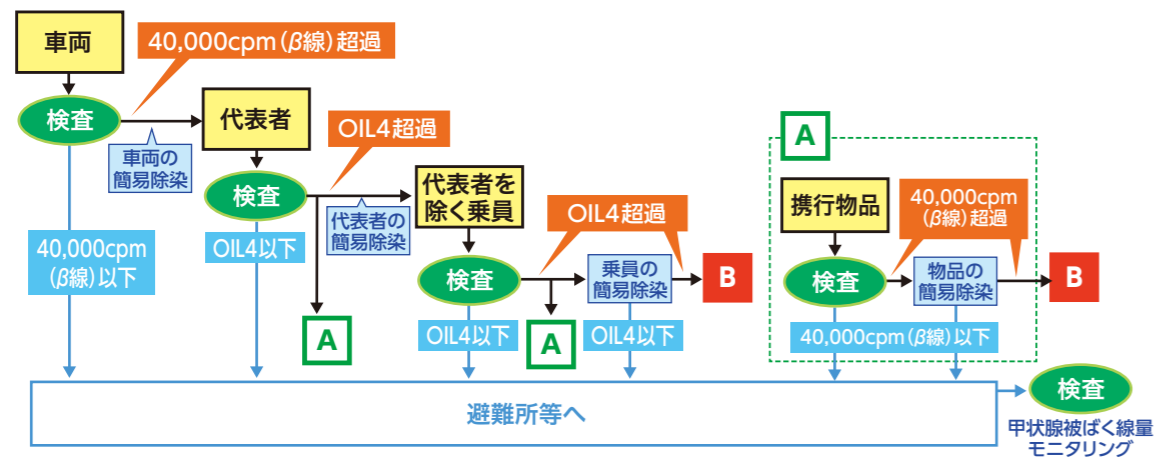 車両
40,000cpm(β線)超過
検査
車両の
簡易除染
40,000cpm
(β線)以下
代表者
OIL4超過
検査
代表者の
簡易除染
OIL4以下
A
代表者を
除く乗員
OIL4超過
検査
乗員の
簡易除染
B
OIL4以下
A
OIL4以下
A
携行物品
40,000cpm
(β線)超過
検査
物品の
簡易除染
B
40,000cpm(β線)以下
避難所等へ
検査
甲状腺被ばく線量
モニタリング